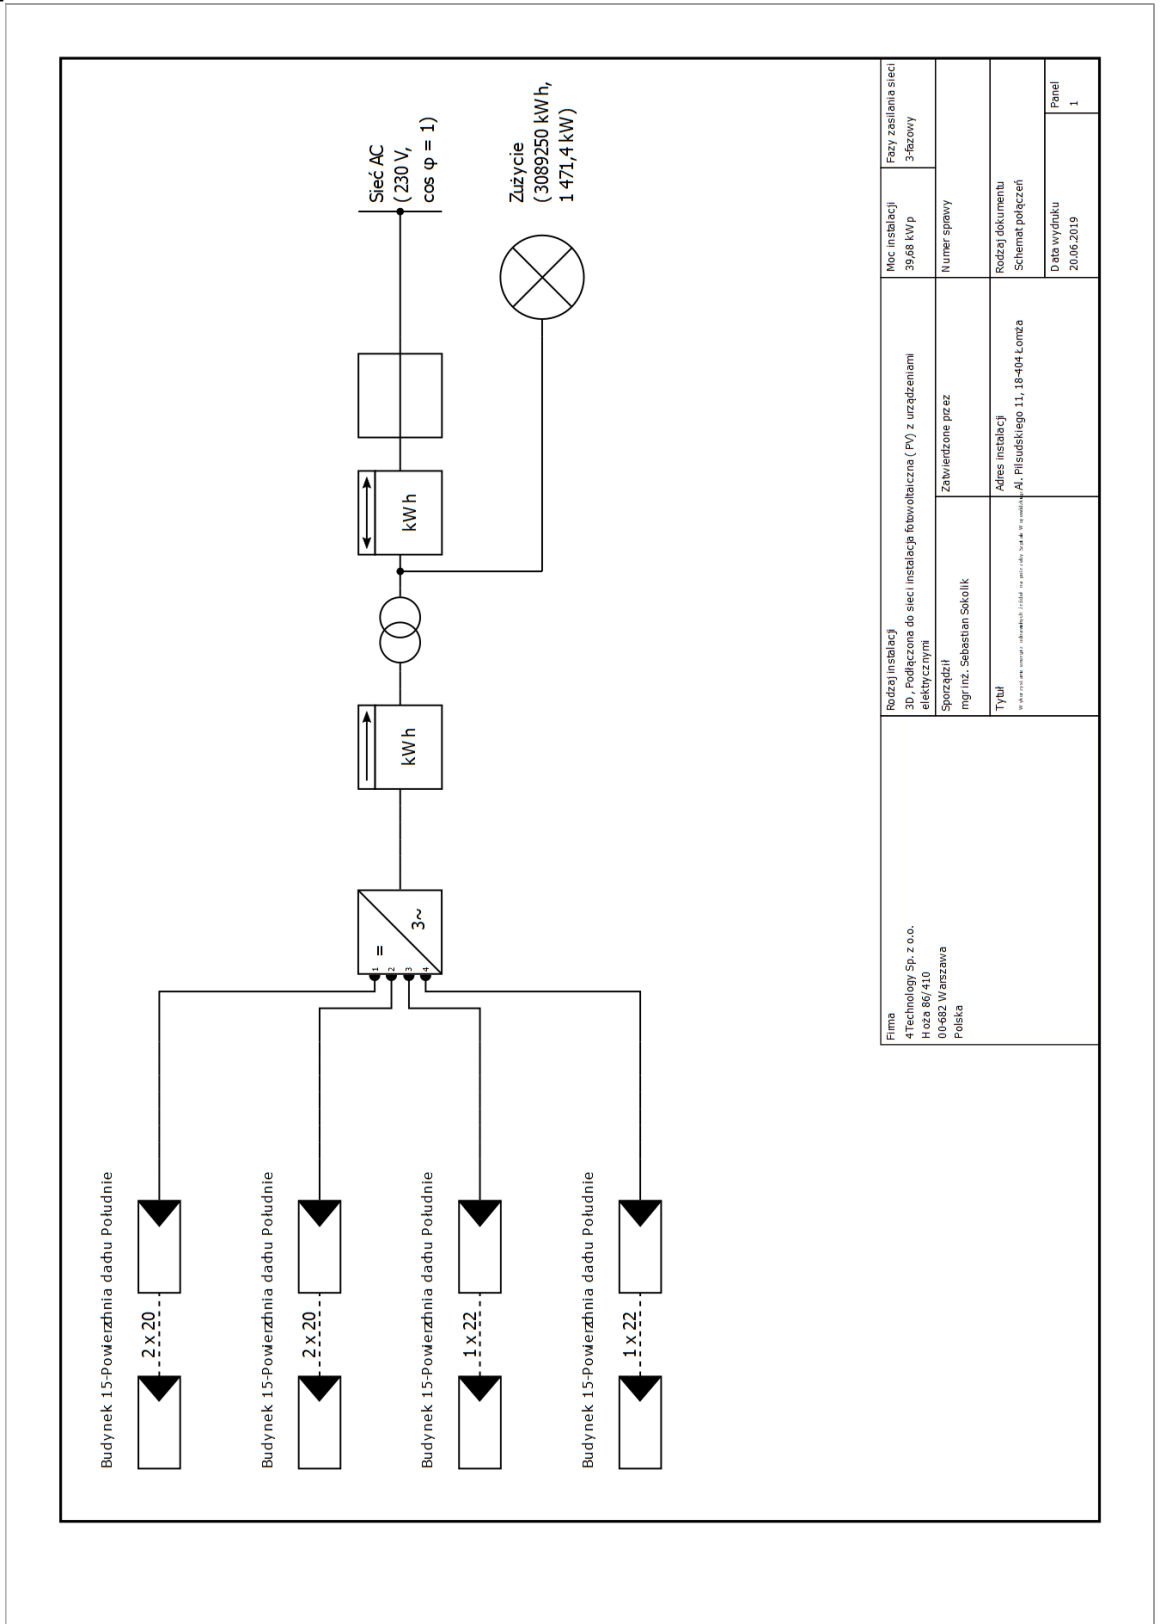 Sieć AC
(230 V,
cos φ = 1)
Zużycie
(3089250 kWh,
1 471,4 kW)
kWh
kWh
=
3~
1
2
3
4
Budynek 15-Powierzchnia dachu Południe
2 x 20
Budynek 15-Powierzchnia dachu Południe
2 x 20
Budynek 15-Powierzchnia dachu Południe
1 x 22
Budynek 15-Powierzchnia dachu Południe
1 x 22
Firma
4Technology Sp. z o.o.
Hoża 86/410
00-682 Warszawa
Polska
Rodzaj instalacji
3D, Podłączona do sieci instalacja fotowoltaiczna (PV) z urządzeniami
elektrycznymi
Moc instalacji
39,68 kWp
Fazy zasilania sieci
3-fazowy
Sporządził
mgr inż. Sebastian Sokolik
Zatwierdzone przez
Numer sprawy
Tytuł
Adres instalacji
Al. Piłsudskiego 11, 18-404 Łomża
Rodzaj dokumentu
Schemat połączeń
Data wydruku
20.06.2019
Panel
1